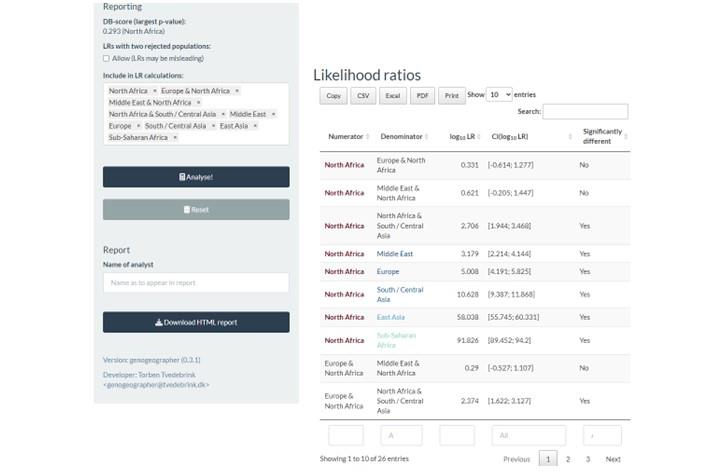 Reporting
DB-score (largest p-value):
0.293 (North Africa)
LRs with two rejected populations:
Allow (LRs may be misleading)
Include in LR calculations:
North Africa × Europe & North Africa ×
Middle East & North Africa ×
North Africa & South / Central Asia × Middle East ×
Europe × South / Central Asia × East Asia ×
Sub-Saharan Africa ×
Analyse!
Reset
Report
Name of analyst
Name as to appear in report
Download HTML report
Version: genogeographer (0.3.1)
Developer: Torben Tvedebrink
<genogeographer@tvedebrink.dk>
Likelihood ratios
Copy CSV Excel PDF Print Show 10 entries
Search:
Numerator Denominator log10 LR CI(log10 LR) Significantly different
North Africa Europe & North Africa 0.331 [-0.614; 1.277] No
North Africa Middle East & North Africa 0.621 [-0.205; 1.447] No
North Africa North Africa & South / Central Asia 2.706 [1.944; 3.468] Yes
North Africa Middle East 3.179 [2.214; 4.144] Yes
North Africa Europe 5.008 [4.191; 5.825] Yes
North Africa South / Central Asia 10.628 [9.387; 11.868] Yes
North Africa East Asia 58.038 [55.745; 60.331] Yes
North Africa Sub-Saharan Africa 91.826 [89.452; 94.2] Yes
Europe & North Africa Middle East & North Africa 0.29 [-0.527; 1.107] No
Europe & North Africa North Africa & South / Central Asia 2.374 [1.622; 3.127] Yes
A All
Showing 1 to 10 of 26 entries Previous 1 2 3 Next